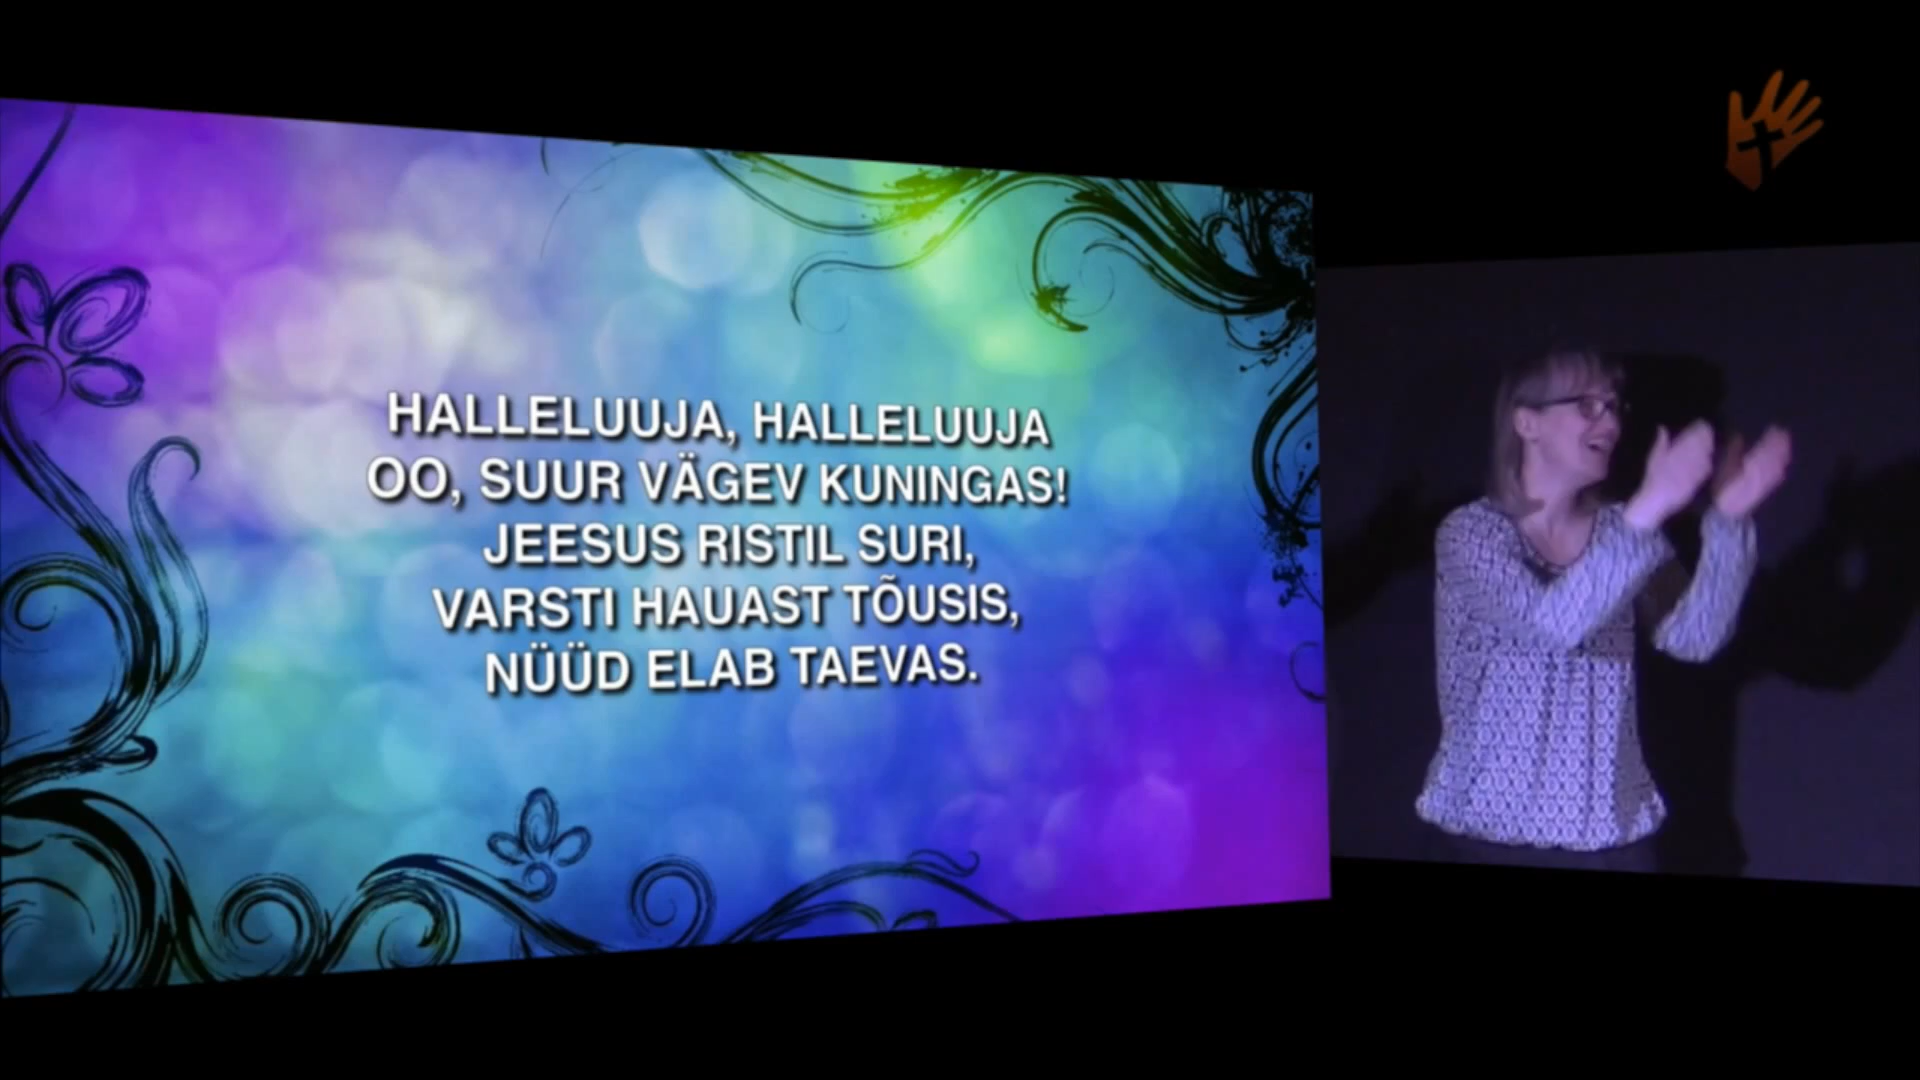 HALLELUUJA, HALLELUUJA
OO, SUUR VÄGEV KUNINGAS!
JEESUS RISTIL SURI,
VARSTI HAUAST TÕUSIS,
NÜÜD ELAB TAEVAS.